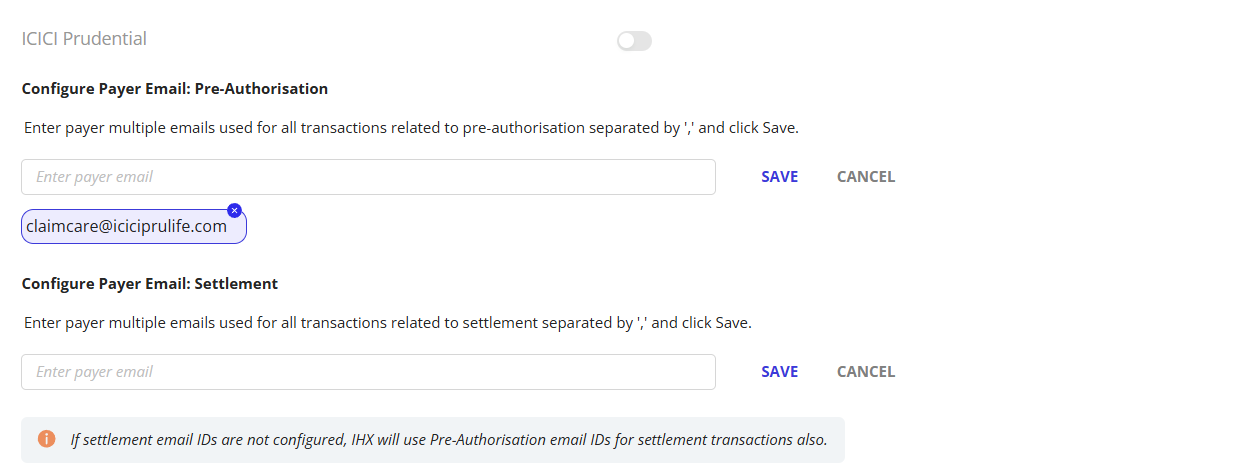 ICICI Prudential
Configure Payer Email: Pre-Authorisation
Enter payer multiple emails used for all transactions related to pre-authorisation separated by ',' and click Save.
Enter payer email
SAVE
CANCEL
claimcare@iciciprulife.com
Configure Payer Email: Settlement
Enter payer multiple emails used for all transactions related to settlement separated by ',' and click Save.
Enter payer email
SAVE
CANCEL
If settlement email IDs are not configured, IHX will use Pre-Authorisation email IDs for settlement transactions also.